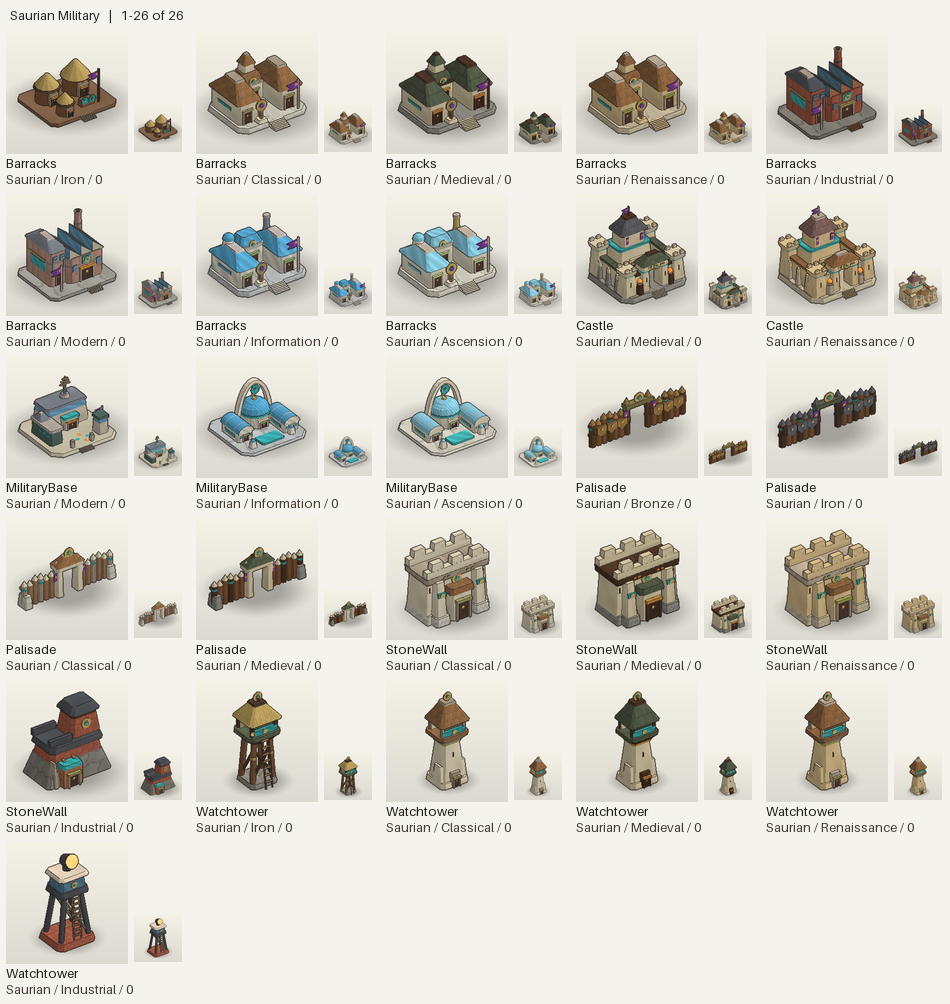 Saurian Military | 1-26 of 26
Barracks
Saurian / Iron / 0
Barracks
Saurian / Classical / 0
Barracks
Saurian / Medieval / 0
Barracks
Saurian / Renaissance / 0
Barracks
Saurian / Industrial / 0
Barracks
Saurian / Modern / 0
Barracks
Saurian / Information / 0
Barracks
Saurian / Ascension / 0
Castle
Saurian / Medieval / 0
Castle
Saurian / Renaissance / 0
MilitaryBase
Saurian / Modern / 0
MilitaryBase
Saurian / Information / 0
MilitaryBase
Saurian / Ascension / 0
Palisade
Saurian / Bronze / 0
Palisade
Saurian / Iron / 0
Palisade
Saurian / Classical / 0
Palisade
Saurian / Medieval / 0
StoneWall
Saurian / Classical / 0
StoneWall
Saurian / Medieval / 0
StoneWall
Saurian / Renaissance / 0
StoneWall
Saurian / Industrial / 0
Watchtower
Saurian / Iron / 0
Watchtower
Saurian / Classical / 0
Watchtower
Saurian / Medieval / 0
Watchtower
Saurian / Renaissance / 0
Watchtower
Saurian / Industrial / 0